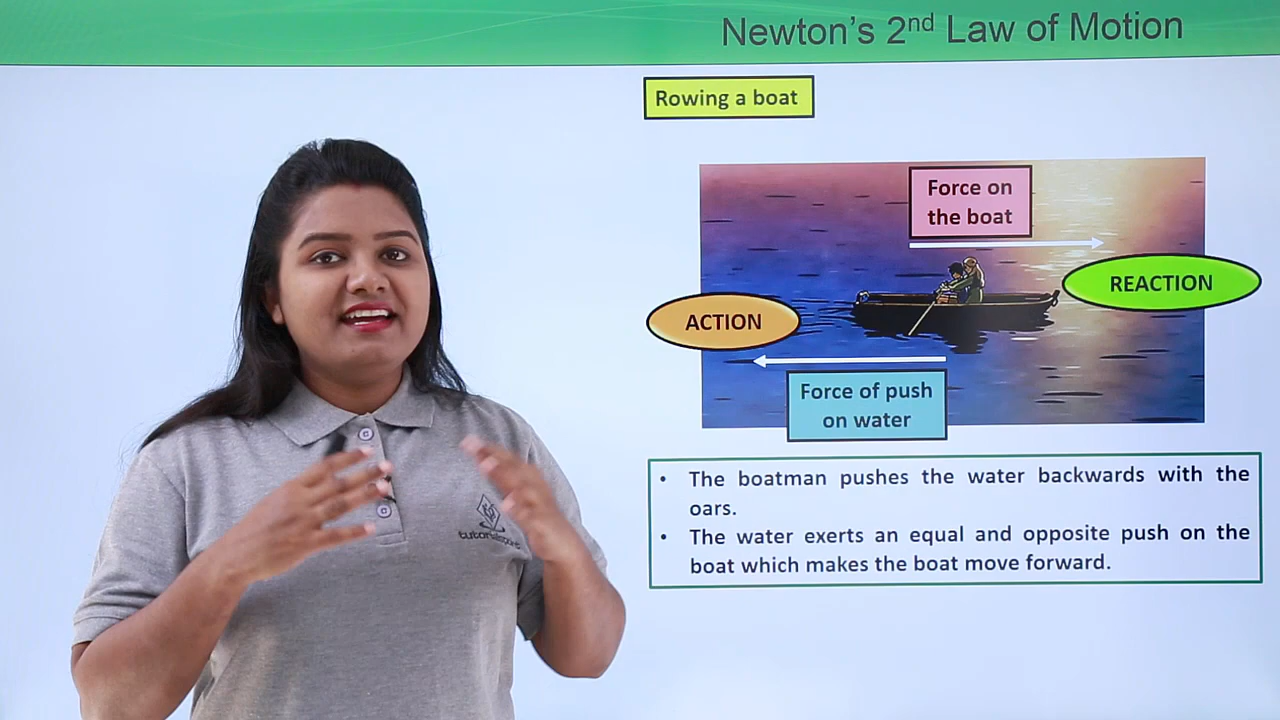 Newton's 2nd Law of Motion
Rowing a boat
Force on
the boat
REACTION
ACTION
Force of push
on water
• The boatman pushes the water backwards with the
oars.
• The water exerts an equal and opposite push on the
boat which makes the boat move forward.